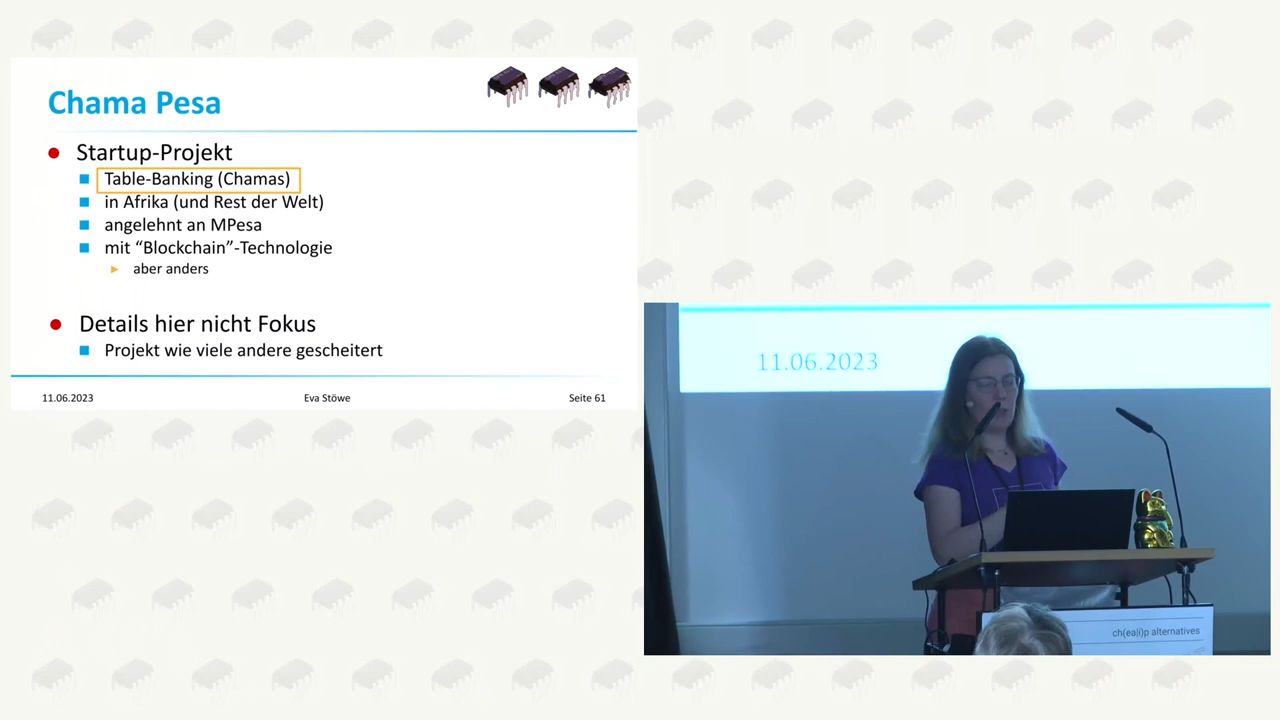 Chama Pesa
Startup-Projekt
Table-Banking (Chamas)
in Afrika (und Rest der Welt)
angelehnt an MPesa
mit “Blockchain”-Technologie
aber anders
Details hier nicht Fokus
Projekt wie viele andere gescheitert
11.06.2023
Eva Stöwe
Seite 61
11.06.2023
ch(ea|i)p alternatives